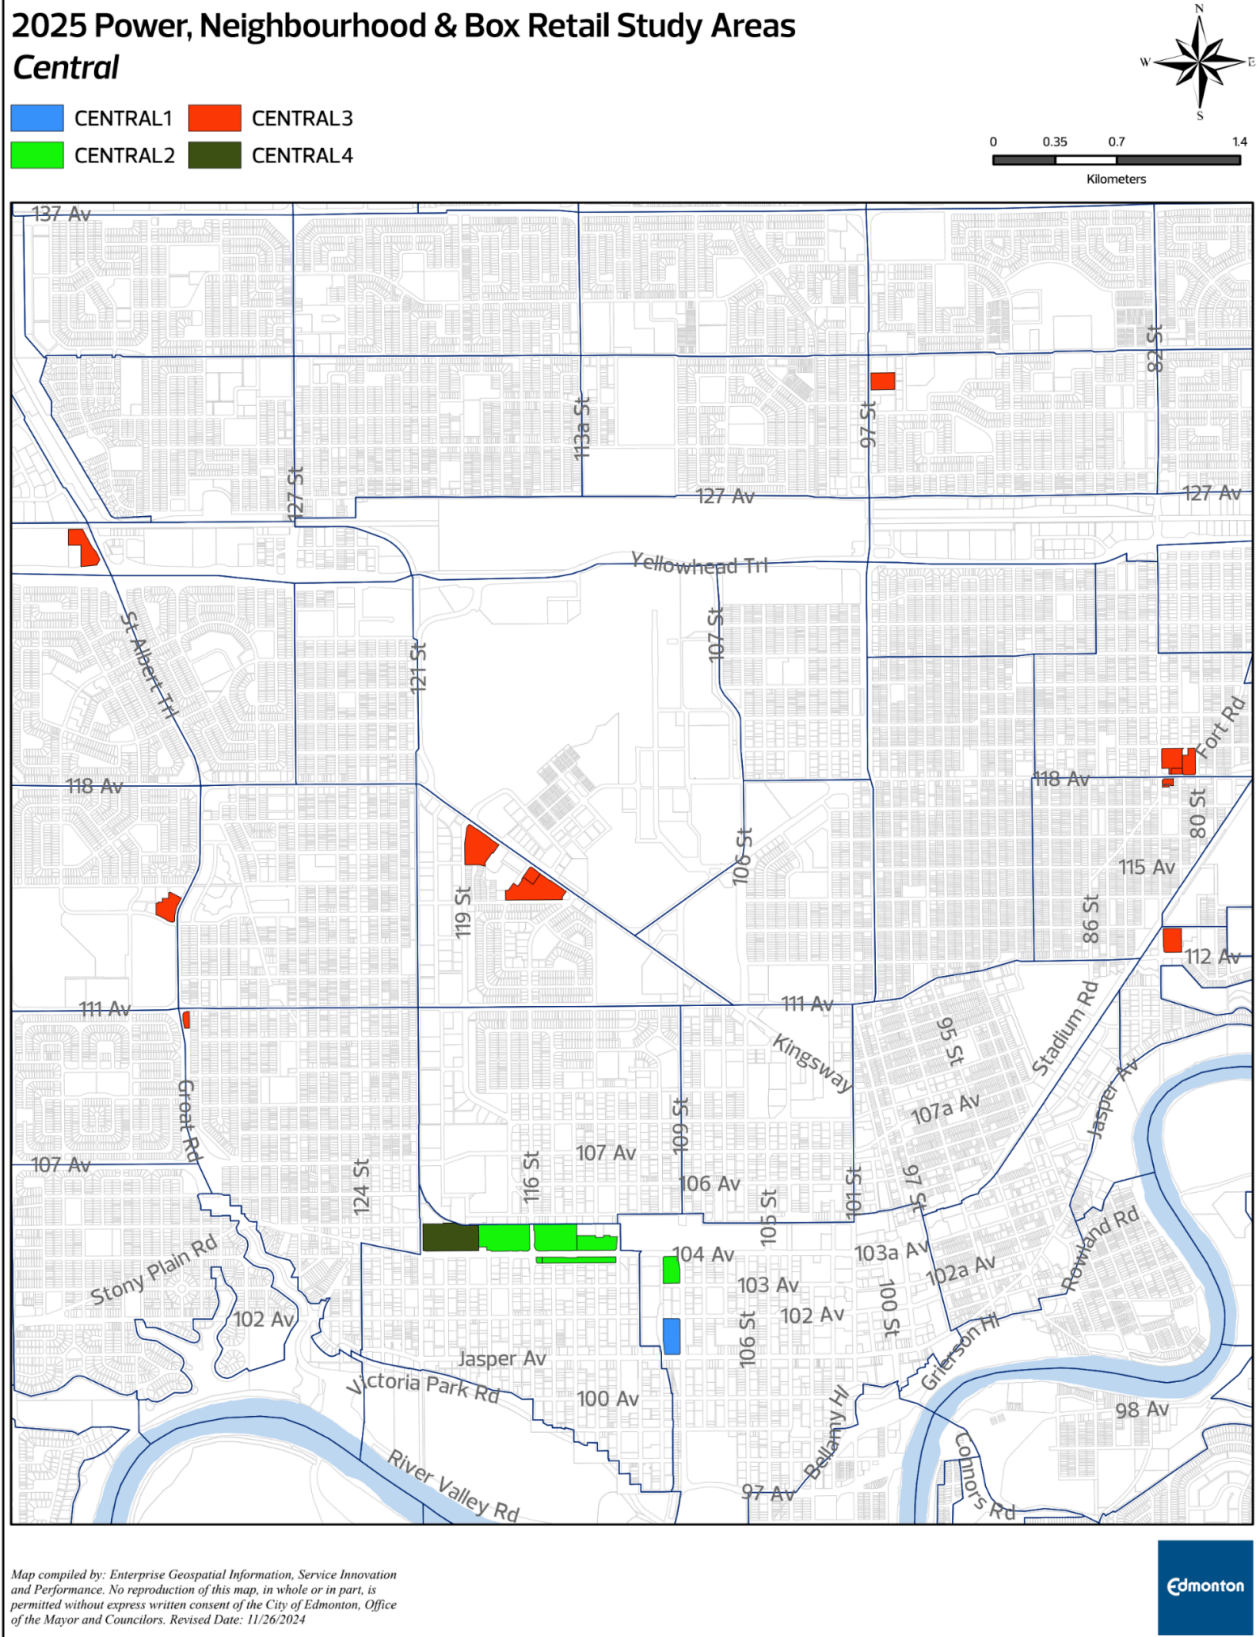 2025 Power, Neighbourhood & Box Retail Study Areas
Central
CENTRAL1 CENTRAL3
CENTRAL2 CENTRAL4
N
W E
S
0 0.35 0.7 1.4
Kilometers
137 Av
82 St
113a St
97 St
127 St
127 Av
127 Av
Yellowhead Trl
107 St
St Albert Trl
121 St
Fort Rd
118 Av
118 Av
80 St
106 St
115 Av
119 St
86 St
112 Av
111 Av
111 Av
Stadium Rd
95 St
Kingsway
Jasper Av
Groat Rd
107a Av
109 St
107 Av
107 Av
124 St
116 St
106 Av
105 St
101 St
97 St
Rowland Rd
Stony Plain Rd
104 Av
103a Av
102a Av
103 Av
100 St
102 Av
102 Av
106 St
Grierson Hl
Jasper Av
Victoria Park Rd
100 Av
98 Av
Bellamy Hl
Connors Rd
River Valley Rd
97 Av
Map compiled by: Enterprise Geospatial Information, Service Innovation
and Performance. No reproduction of this map, in whole or in part, is
permitted without express written consent of the City of Edmonton, Office
of the Mayor and Councilors. Revised Date: 11/26/2024
Edmonton